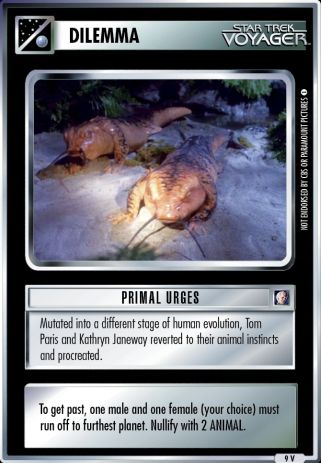 DILEMMA
STAR TREK
VOYAGER
NOT ENDORSED BY CBS OR PARAMOUNT PICTURES
PRIMAL URGES
Mutated into a different stage of human evolution, Tom
Paris and Kathryn Janeway reverted to their animal instincts
and procreated.
To get past, one male and one female (your choice) must
run off to furthest planet. Nullify with 2 ANIMAL.
9 V